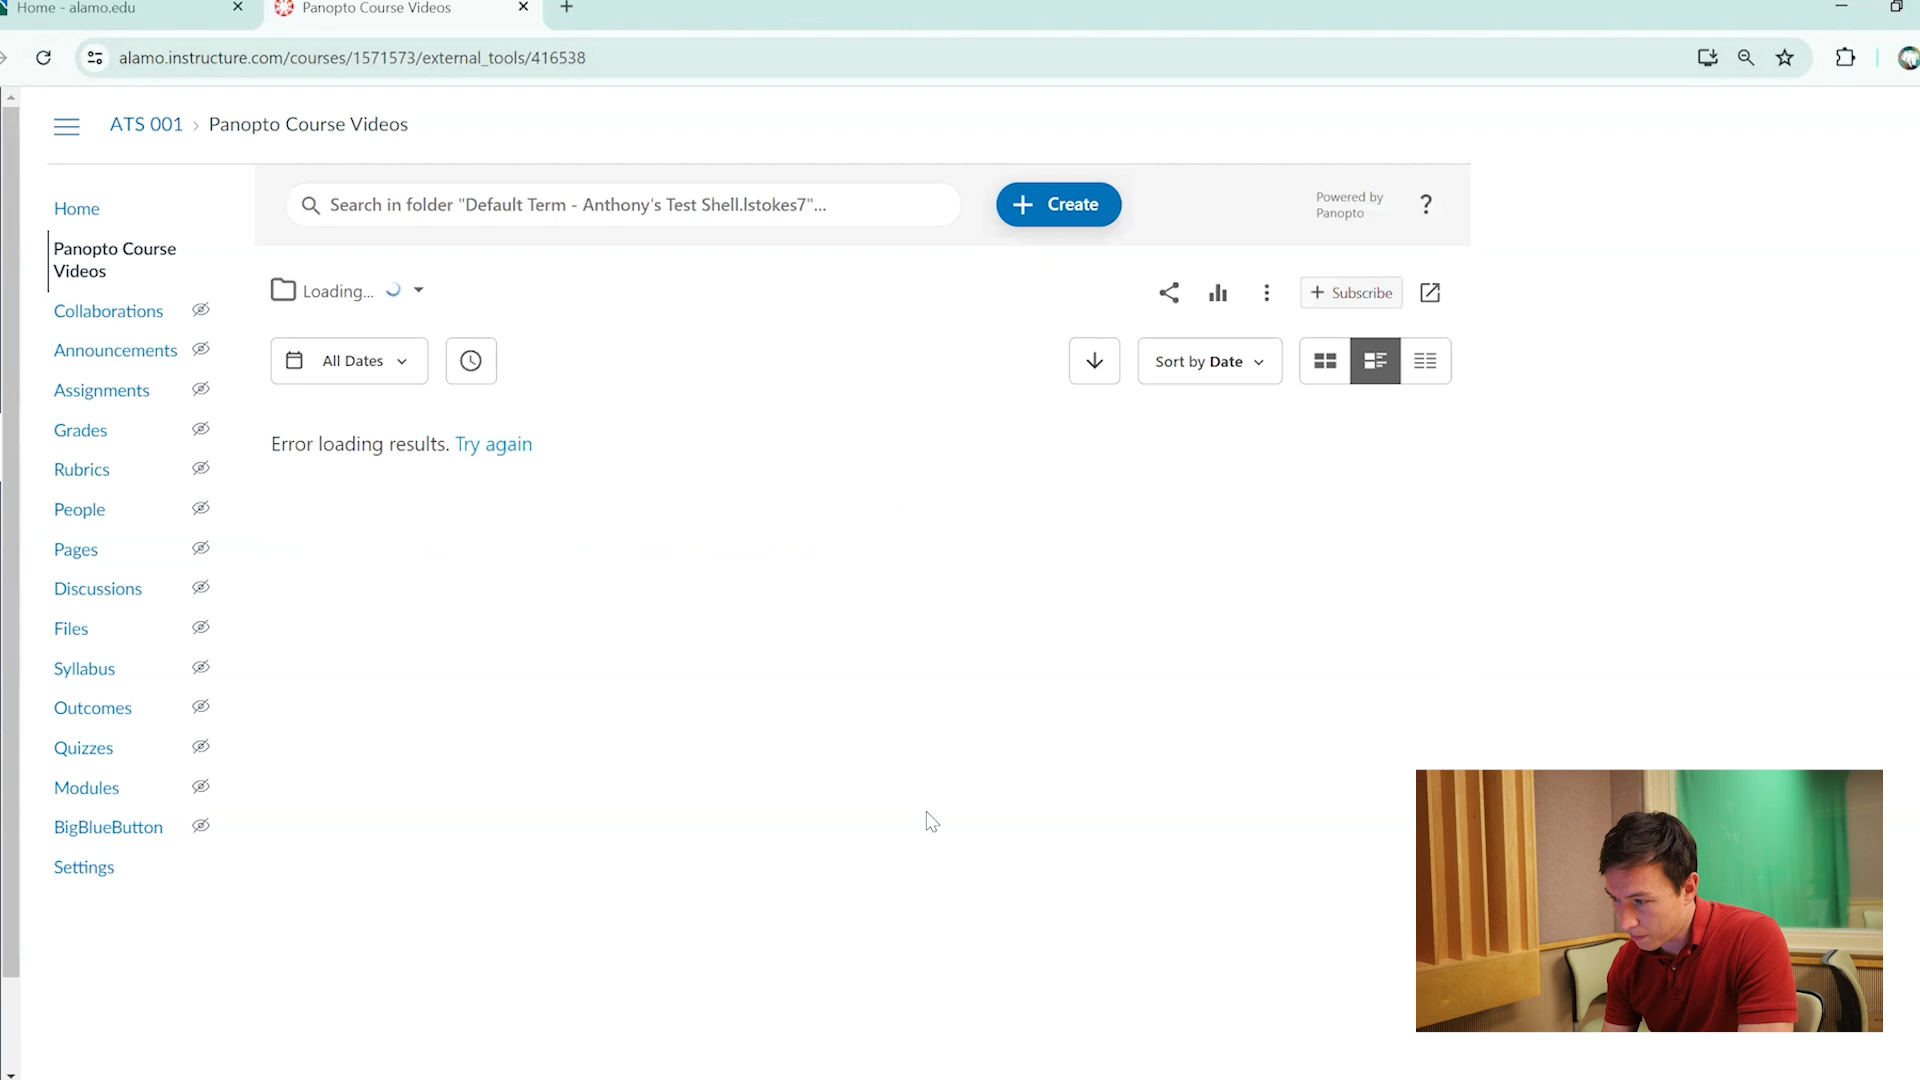 Home - alamo.edu
Panopto Course Videos
alamo.instructure.com/courses/1571573/external_tools/416538
ATS 001 > Panopto Course Videos
Home
Panopto Course
Videos
Collaborations
Announcements
Assignments
Grades
Rubrics
People
Pages
Discussions
Files
Syllabus
Outcomes
Quizzes
Modules
BigBlueButton
Settings
Search in folder "Default Term - Anthony's Test Shell.lstokes7"...
+ Create
Powered by
Panopto
?
Loading...
+ Subscribe
All Dates
Sort by Date
Error loading results. Try again